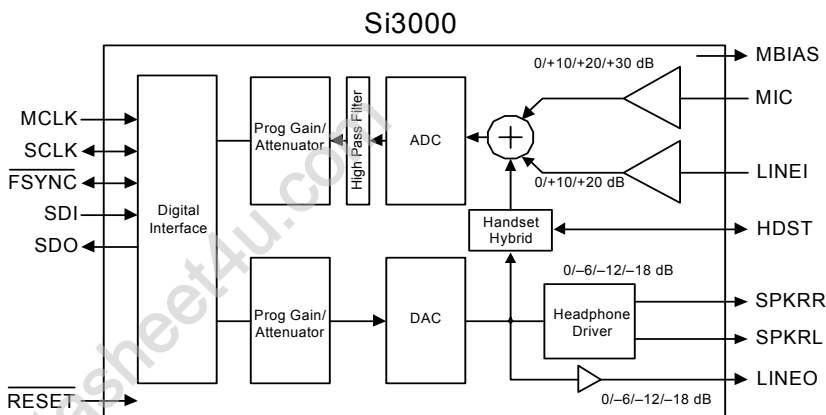 Si3000
0/+10/+20/+30 dB
MBIAS
MIC
MCLK
SCLK
FSYNC
SDI
SDO
RESET
Digital
Interface
Prog Gain/
Attenuator
High Pass Filter
ADC
+
0/+10/+20 dB
LINEI
Handset
Hybrid
HDST
0/–6/–12/–18 dB
Prog Gain/
Attenuator
DAC
Headphone
Driver
SPKRR
SPKRL
LINEO
0/–6/–12/–18 dB
asheet4u.com